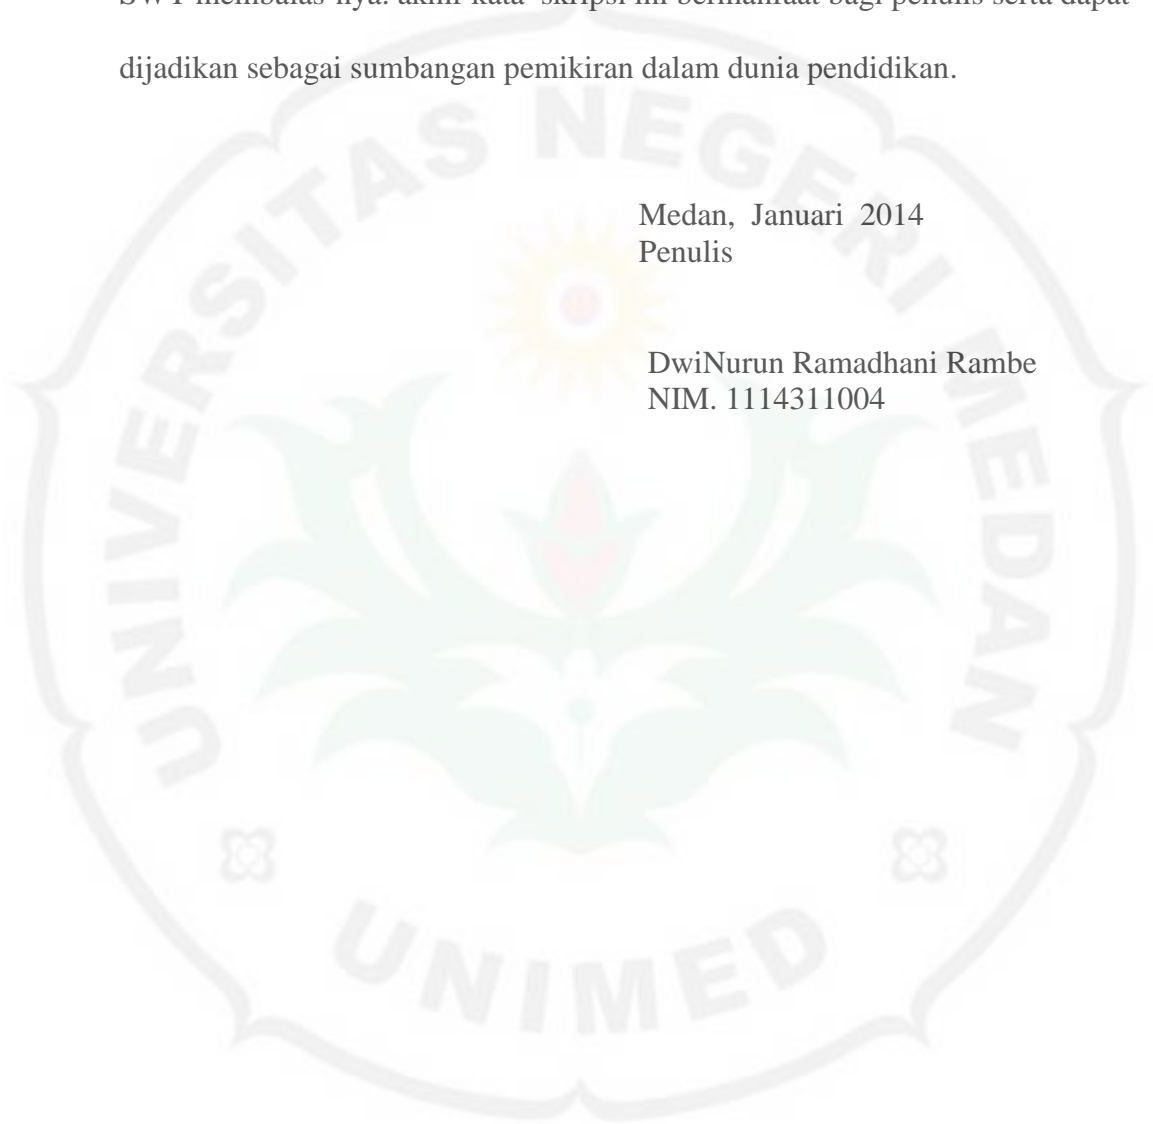 SWT membalas-nya. akhir kata skripsi ini bermanfaat bagi penulis serta dapat
dijadikan sebagai sumbangan pemikiran dalam dunia pendidikan.
Medan, Januari 2014
Penulis
DwiNurun Ramadhani Rambe
NIM. 1114311004
UNIVERSITAS NEGERI MEDAN
UNIMED